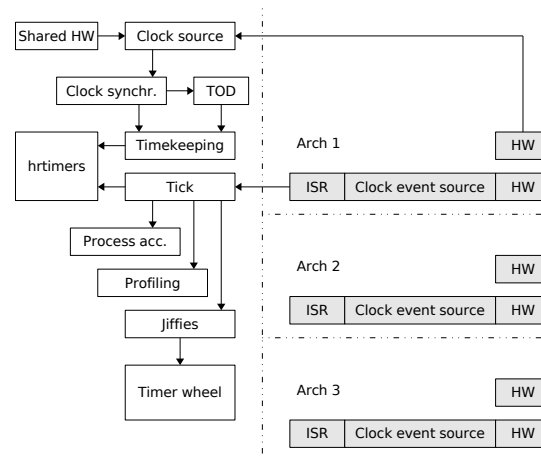 Shared HW
Clock source
Clock synchr.
TOD
Timekeeping
hrtimers
Tick
Process acc.
Profiling
Jiffies
Timer wheel
Arch 1
HW
ISR
Clock event source
HW
Arch 2
HW
ISR
Clock event source
HW
Arch 3
HW
ISR
Clock event source
HW